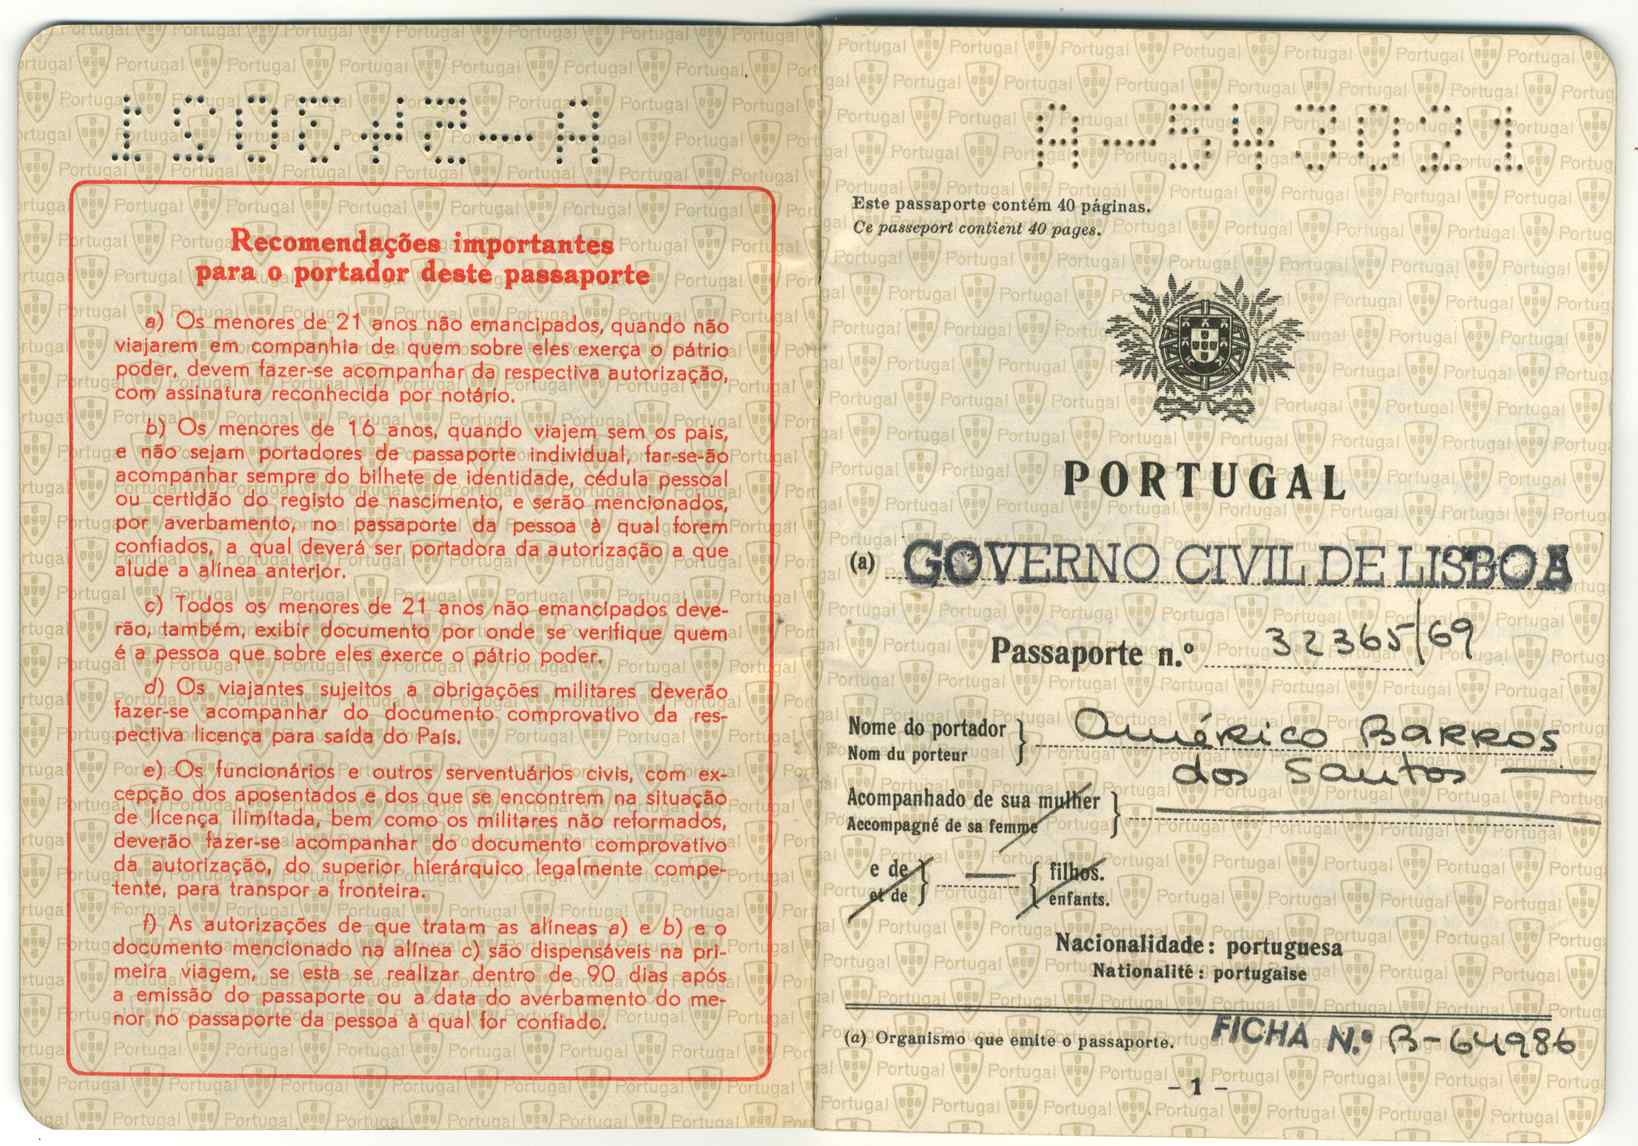 A-543021
Recomendações importantes
para o portador deste passaporte
a) Os menores de 21 anos não emancipados, quando não
viajarem em companhia de quem sobre eles exerça o pátrio
poder, devem fazer-se acompanhar da respectiva autorização,
com assinatura reconhecida por notário.
b) Os menores de 16 anos, quando viajem sem os pais,
e não sejam portadores de passaporte individual, far-se-ão
acompanhar sempre do bilhete de identidade, cédula pessoal
ou certidão do registo de nascimento, e serão mencionados,
por averbamento, no passaporte da pessoa à qual forem
confiados, a qual deverá ser portadora da autorização a que
alude a alínea anterior.
c) Todos os menores de 21 anos não emancipados deve-
rão, também, exibir documento por onde se verifique quem
é a pessoa que sobre eles exerce o pátrio poder.
d) Os viajantes sujeitos a obrigações militares deverão
fazer-se acompanhar do documento comprovativo da res-
pectiva licença para saída do País.
e) Os funcionários e outros serventuários civis, com ex-
cepção dos aposentados e dos que se encontrem na situação
de licença ilimitada, bem como os militares não reformados,
deverão fazer-se acompanhar do documento comprovativo
da autorização, do superior hierárquico legalmente compe-
tente, para transpor a fronteira.
f) As autorizações de que tratam as alíneas a) e b) e o
documento mencionado na alínea c) são dispensáveis na pri-
meira viagem, se esta se realizar dentro de 90 dias após
a emissão do passaporte ou a data do averbamento do me-
nor no passaporte da pessoa à qual for confiado.
A-543021
Este passaporte contém 40 páginas.
Ce passeport contient 40 pages.
PORTUGAL
(a) GOVERNO CIVIL DE LISBOA
Passaporte n.º 32365/69
Nome do portador } Américo Barros
Nom du porteur
dos Santos
Acompanhado de sua mulher }
Accompagné de sa femme
e de } — { filhos.
et de enfants.
Nacionalidade: portuguesa
Nationalité: portugaise
(a) Organismo que emite o passaporte. FICHA N.º B-64986
- 1 -